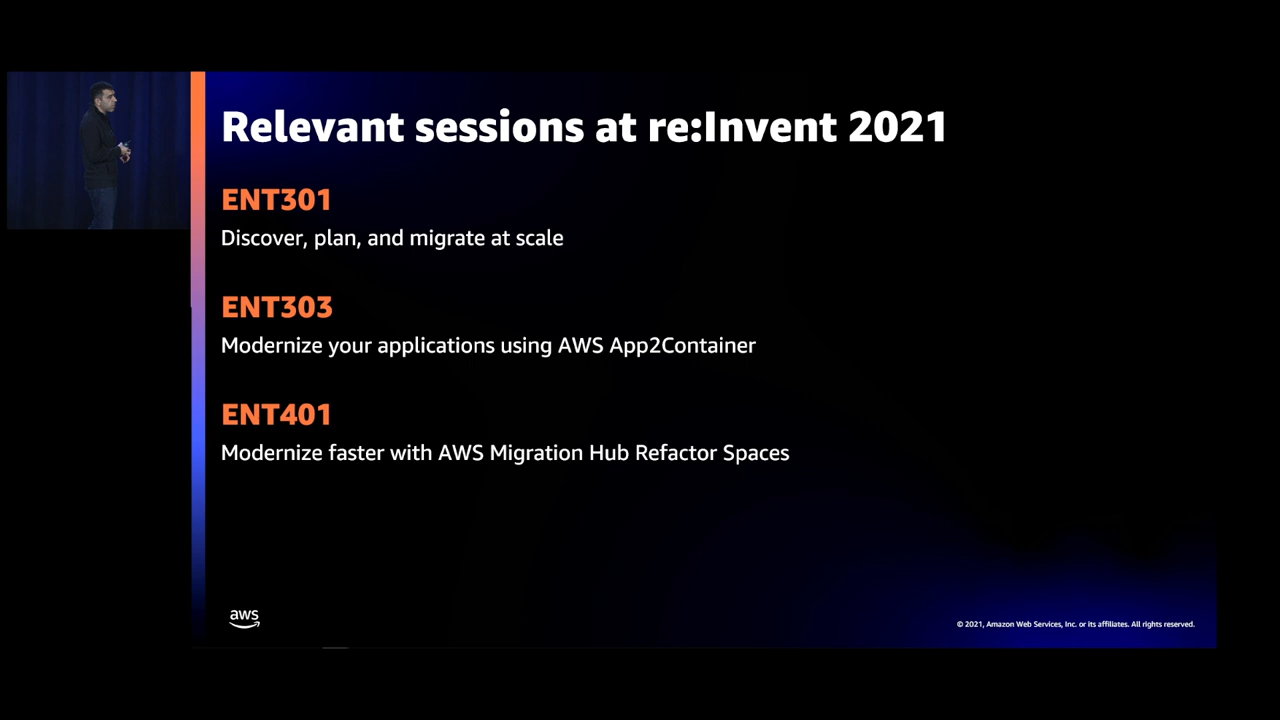 Relevant sessions at re:Invent 2021
ENT301
Discover, plan, and migrate at scale
ENT303
Modernize your applications using AWS App2Container
ENT401
Modernize faster with AWS Migration Hub Refactor Spaces
aws
© 2021, Amazon Web Services, Inc. or its affiliates. All rights reserved.